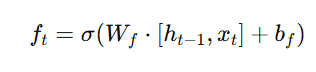 f_t = σ(W_f · [h_{t−1}, x_t] + b_f)